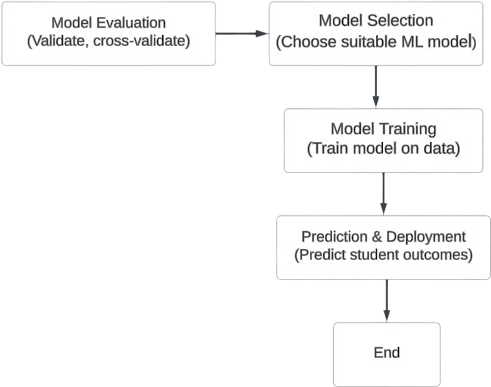 Model Evaluation
(Validate, cross-validate)
Model Selection
(Choose suitable ML model)
Model Training
(Train model on data)
Prediction & Deployment
(Predict student outcomes)
End